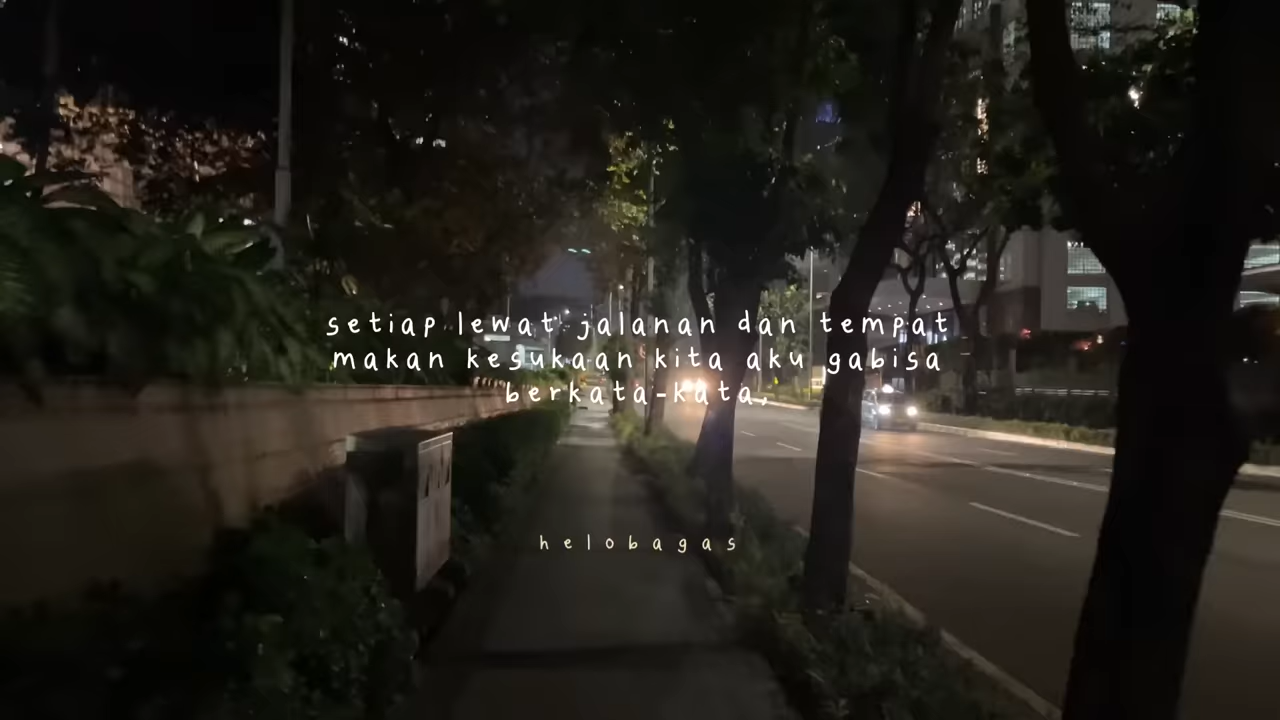 setiap lewat jalanan dan tempat
makan kesukaan kita aku gabisa
berkata-kata,
helobagas